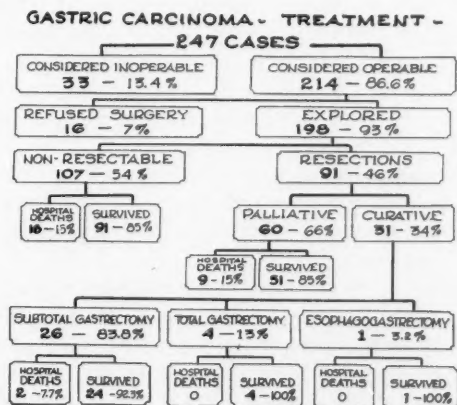 GASTRIC CARCINOMA - TREATMENT -
247 CASES
CONSIDERED INOPERABLE
33 - 13.4%
CONSIDERED OPERABLE
214 - 86.6%
REFUSED SURGERY
16 - 7%
EXPLORED
198 - 93%
NON-RESECTABLE
107 - 54%
RESECTIONS
91 - 46%
HOSPITAL
DEATHS
16 - 15%
SURVIVED
91 - 85%
PALLIATIVE
60 - 66%
CURATIVE
31 - 34%
HOSPITAL
DEATHS
9 - 15%
SURVIVED
51 - 85%
SUBTOTAL GASTRECTOMY
26 - 83.8%
TOTAL GASTRECTOMY
4 - 13%
ESOPHAGOGASTRECTOMY
1 - 3.2%
HOSPITAL
DEATHS
2 - 7.7%
SURVIVED
24 - 92.3%
HOSPITAL
DEATHS
0
SURVIVED
4 - 100%
HOSPITAL
DEATHS
0
SURVIVED
1 - 100%